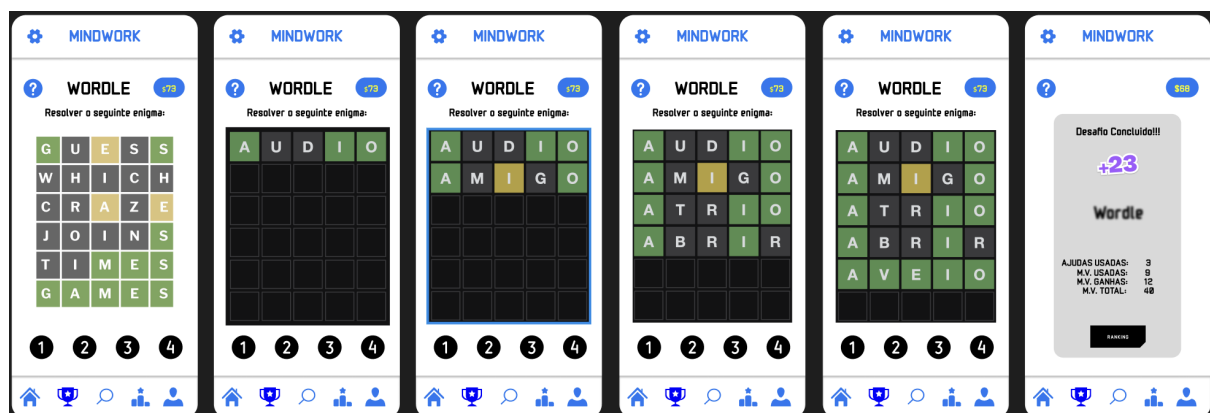 MINDWORK
? WORDLE $73
Resolver o seguinte enigma:
G U E S S
W H I C H
C R A Z E
J O I N S
T I M E S
G A M E S
1 2 3 4
MINDWORK
? WORDLE $73
Resolver o seguinte enigma:
A U D I O
1 2 3 4
MINDWORK
? WORDLE $73
Resolver o seguinte enigma:
A U D I O
A M I G O
1 2 3 4
MINDWORK
? WORDLE $73
Resolver o seguinte enigma:
A U D I O
A M I G O
A T R I O
A B R I R
1 2 3 4
MINDWORK
? WORDLE $73
Resolver o seguinte enigma:
A U D I O
A M I G O
A T R I O
A B R I R
A V E I O
1 2 3 4
MINDWORK
? $60
Desafio Concluido!!!
+23
Wordle
AJUDAS USADAS: 3
M.V. USADAS: 9
M.V. GANHAS: 12
M.V. TOTAL: 40
RANKING